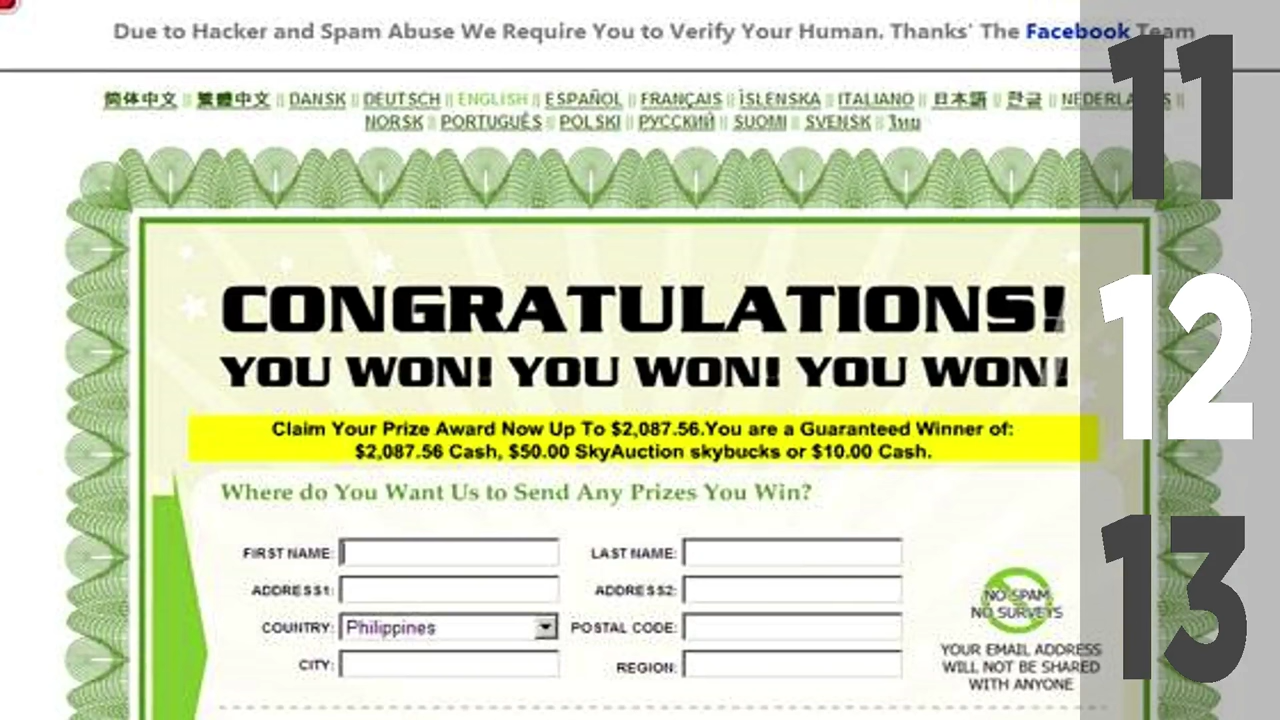 Due to Hacker and Spam Abuse We Require You to Verify Your Human. Thanks' The Facebook Team
简体中文 || 繁體中文 || DANSK || DEUTSCH || ENGLISH || ESPAÑOL || FRANÇAIS || ÍSLENSKA || ITALIANO || 日本語 || 한글 || NEDERLANDS ||
NORSK || PORTUGUÊS || POLSKI || РУССКИЙ || SUOMI || SVENSK || ไทย
CONGRATULATIONS!
YOU WON! YOU WON! YOU WON!
Claim Your Prize Award Now Up To $2,087.56.You are a Guaranteed Winner of:
$2,087.56 Cash, $50.00 SkyAuction skybucks or $10.00 Cash.
Where do You Want Us to Send Any Prizes You Win?
FIRST NAME: LAST NAME:
ADDRESS1: ADDRESS2:
COUNTRY: Philippines POSTAL CODE:
CITY: REGION:
NO SPAM
NO SURVEYS
YOUR EMAIL ADDRESS
WILL NOT BE SHARED
WITH ANYONE
11
12
13